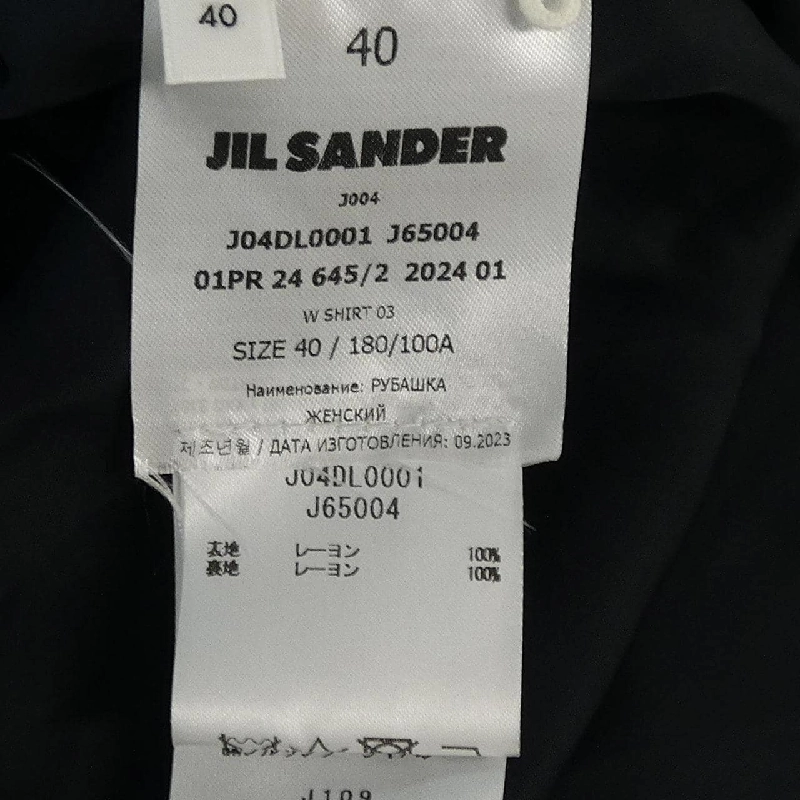 40
40
JIL SANDER
J004
J04DL0001 J65004
01PR 24 645/2 2024 01
W SHIRT 03
SIZE 40 / 180/100A
Наименование: РУБАШКА
ЖЕНСКИЙ
제조년월 / ДАТА ИЗГОТОВЛЕНИЯ: 09.2023
J04DL0001
J65004
表地 レーヨン 100%
裏地 レーヨン 100%
J109